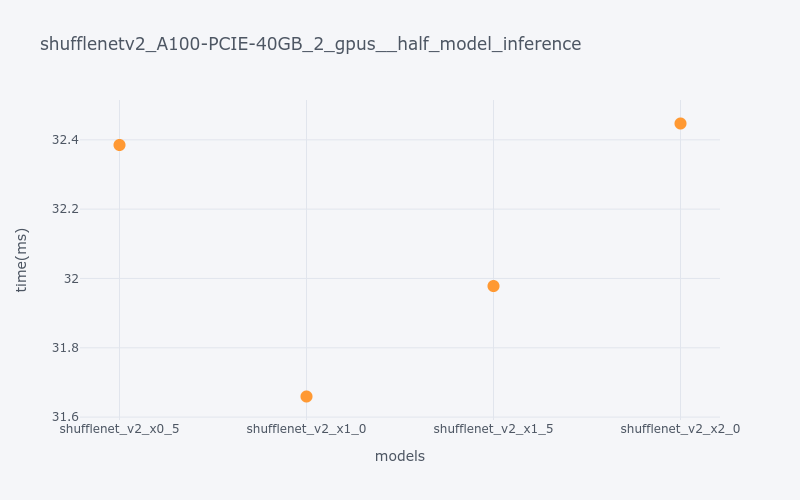 shufflenetv2_A100-PCIE-40GB_2_gpus__half_model_inference
time(ms)
32.4
32.2
32
31.8
31.6
shufflenet_v2_x0_5 shufflenet_v2_x1_0 shufflenet_v2_x1_5 shufflenet_v2_x2_0
models